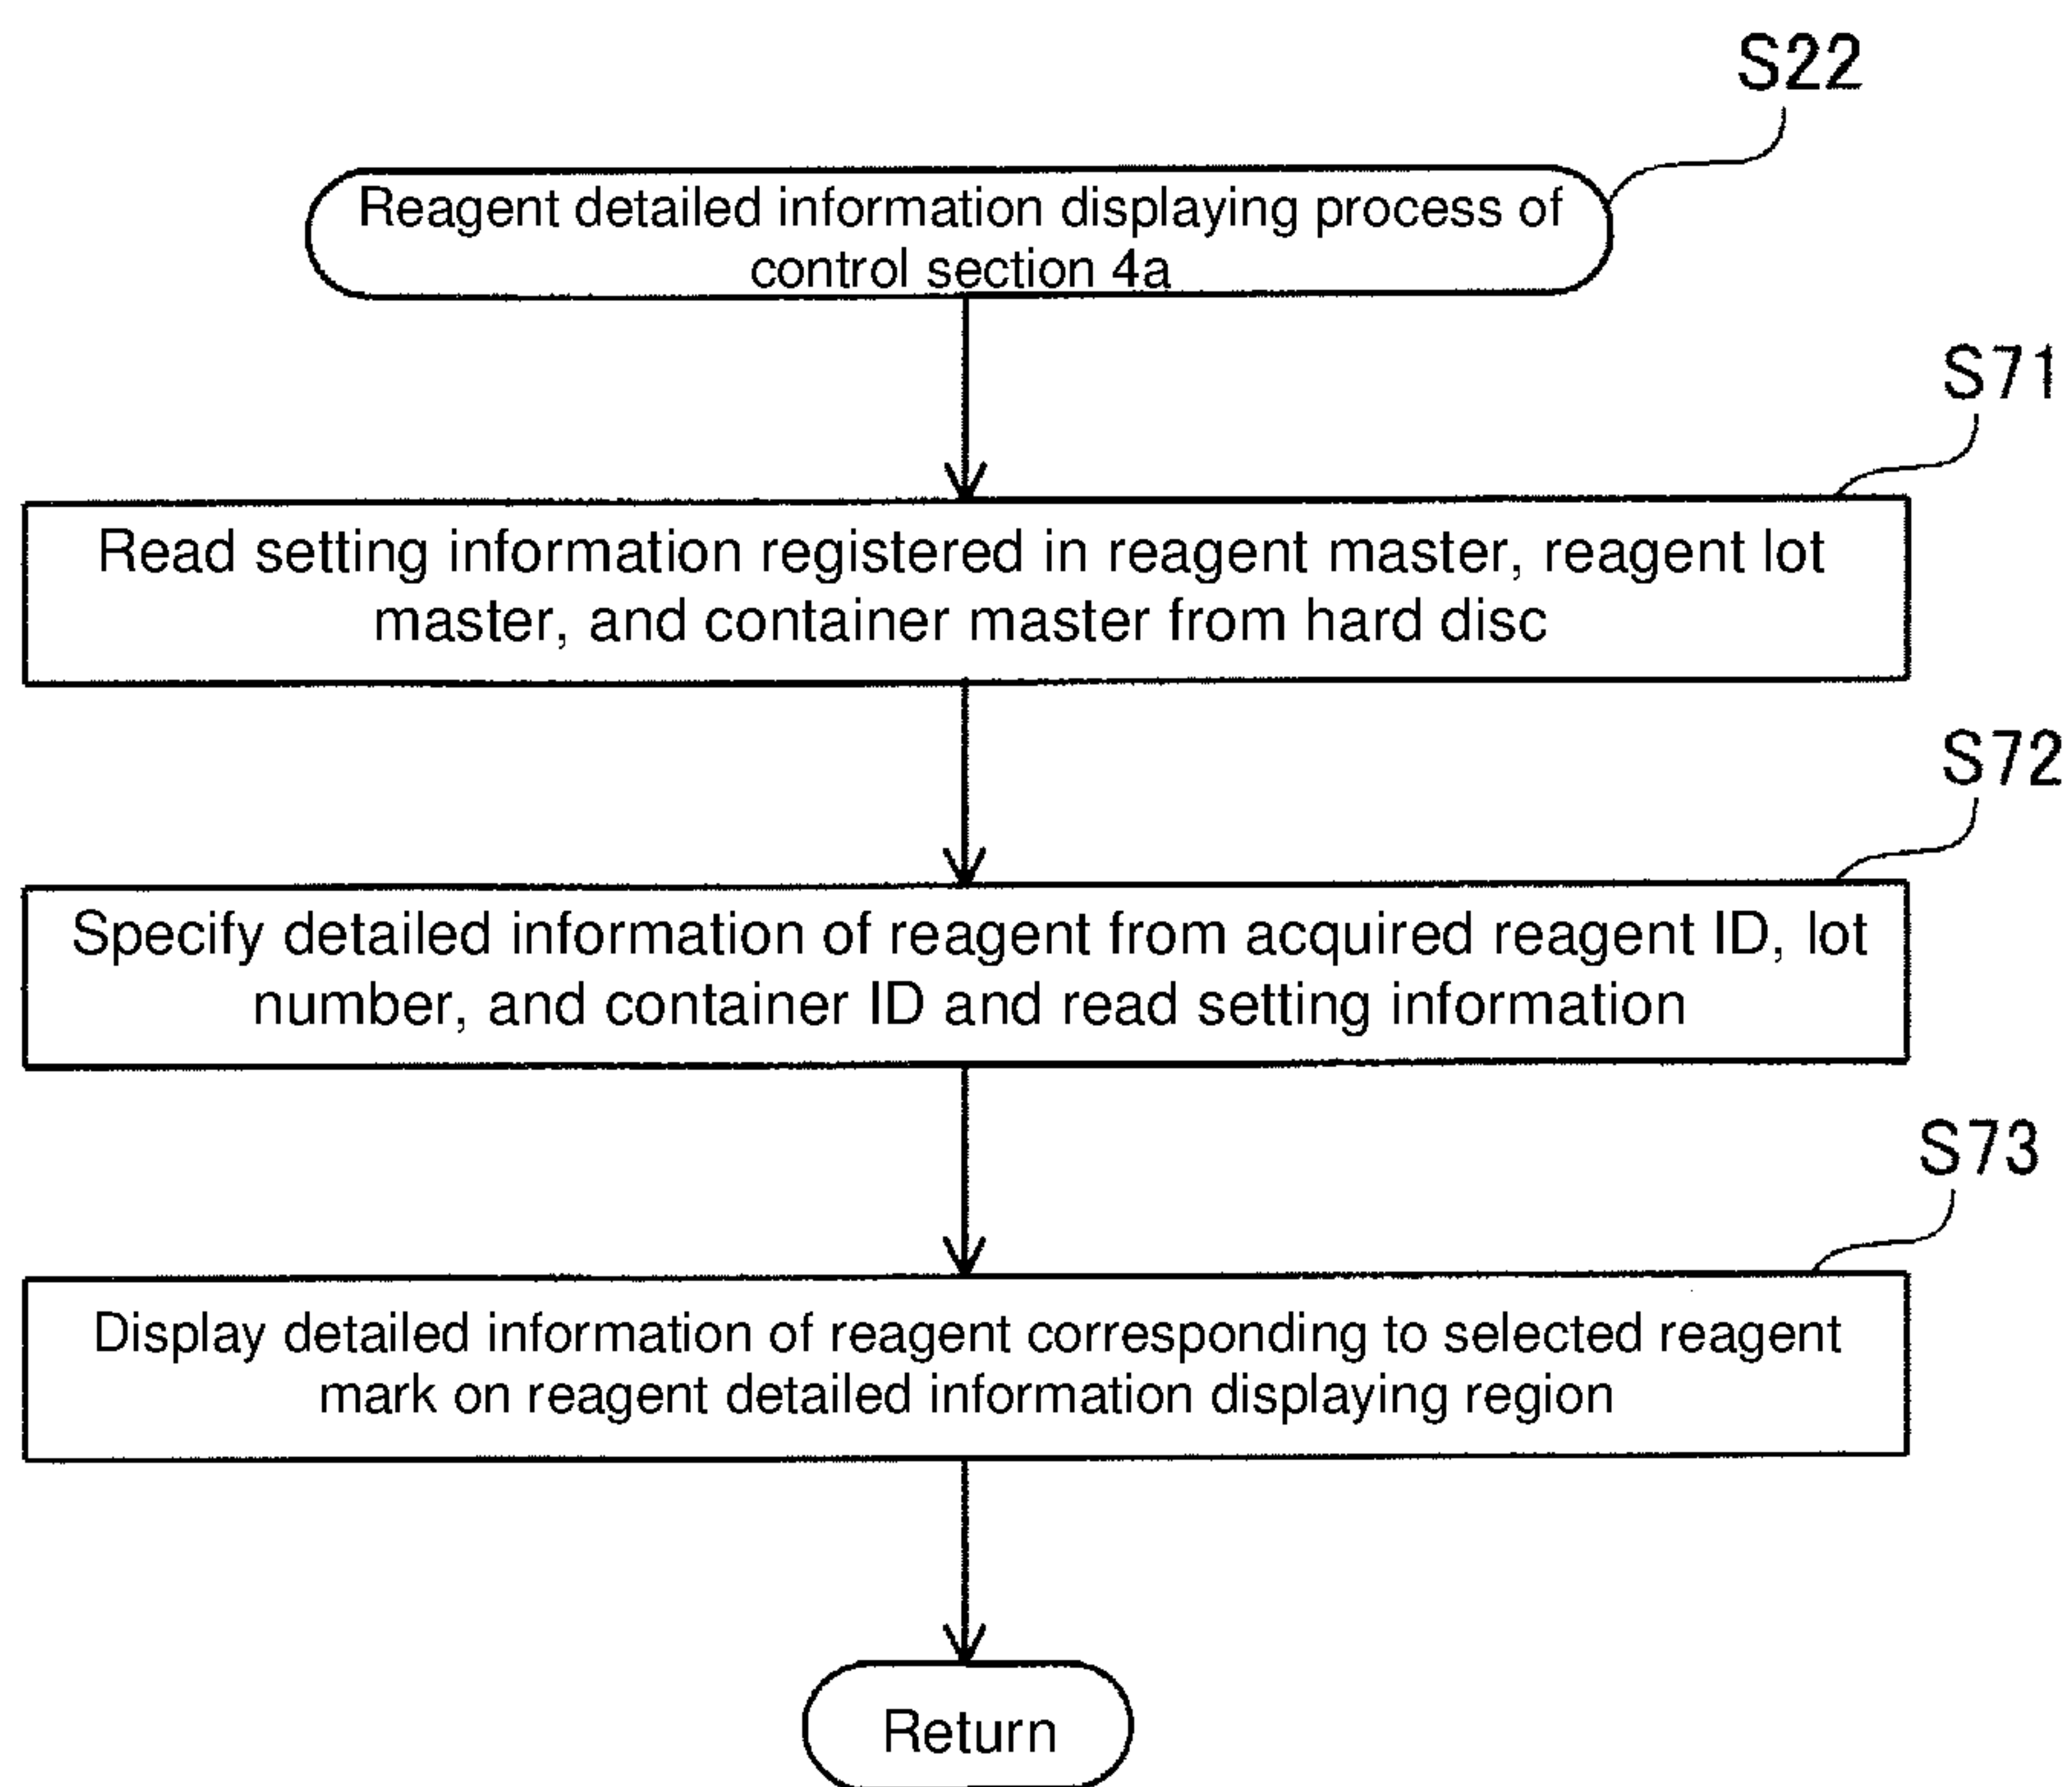 S22
Reagent detailed information displaying process of
control section 4a
S71
Read setting information registered in reagent master, reagent lot
master, and container master from hard disc
S72
Specify detailed information of reagent from acquired reagent ID, lot
number, and container ID and read setting information
S73
Display detailed information of reagent corresponding to selected reagent
mark on reagent detailed information displaying region
Return